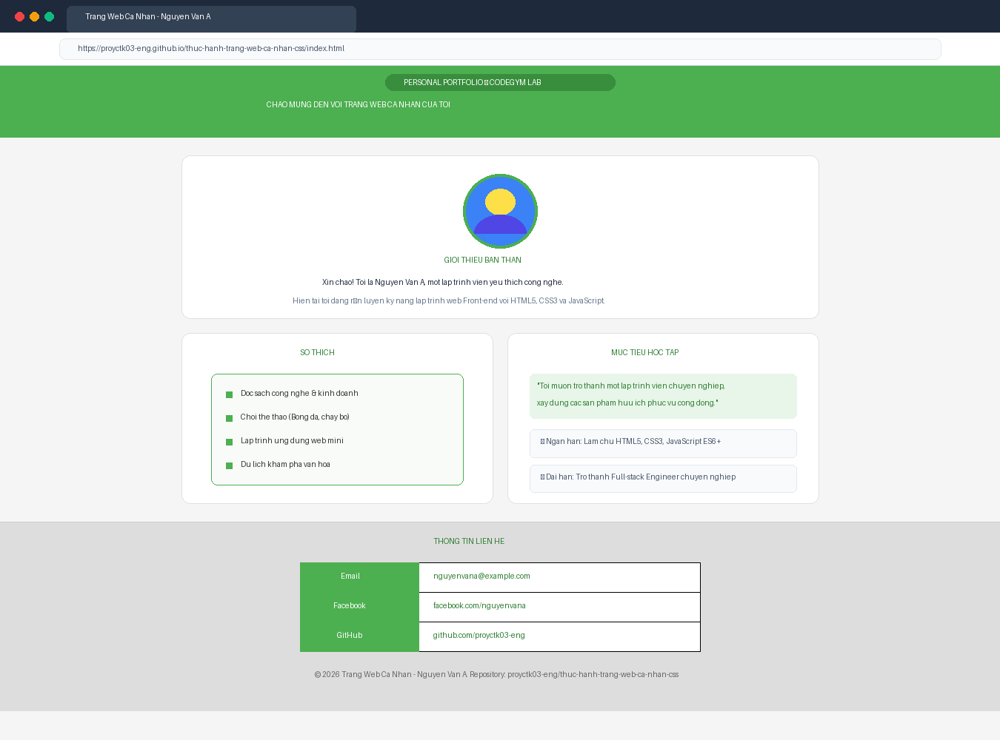 Trang Web Ca Nhan - Nguyen Van A
https://proyctk03-eng.github.io/thuc-hanh-trang-web-ca-nhan-css/index.html
PERSONAL PORTFOLIO CODEGYM LAB
CHAO MUNG DEN VOI TRANG WEB CA NHAN CUA TOI
GIOI THIEU BAN THAN
Xin chao! Toi la Nguyen Van A, mot lap trinh vien yeu thich cong nghe.
Hien tai toi dang r▯n luyen ky nang lap trinh web Front-end voi HTML5, CSS3 va JavaScript.
SO THICH
Doc sach cong nghe & kinh doanh
Choi the thao (Bong da, chay bo)
Lap trinh ung dung web mini
Du lich kham pha van hoa
MUC TIEU HOC TAP
"Toi muon tro thanh mot lap trinh vien chuyen nghiep,
xay dung cac san pham huu ich phuc vu cong dong."
Ngan han: Lam chu HTML5, CSS3, JavaScript ES6+
Dai han: Tro thanh Full-stack Engineer chuyen nghiep
THONG TIN LIEN HE
Email nguyenvana@example.com
Facebook facebook.com/nguyenvana
GitHub github.com/proyctk03-eng
© 2026 Trang Web Ca Nhan - Nguyen Van A. Repository: proyctk03-eng/thuc-hanh-trang-web-ca-nhan-css